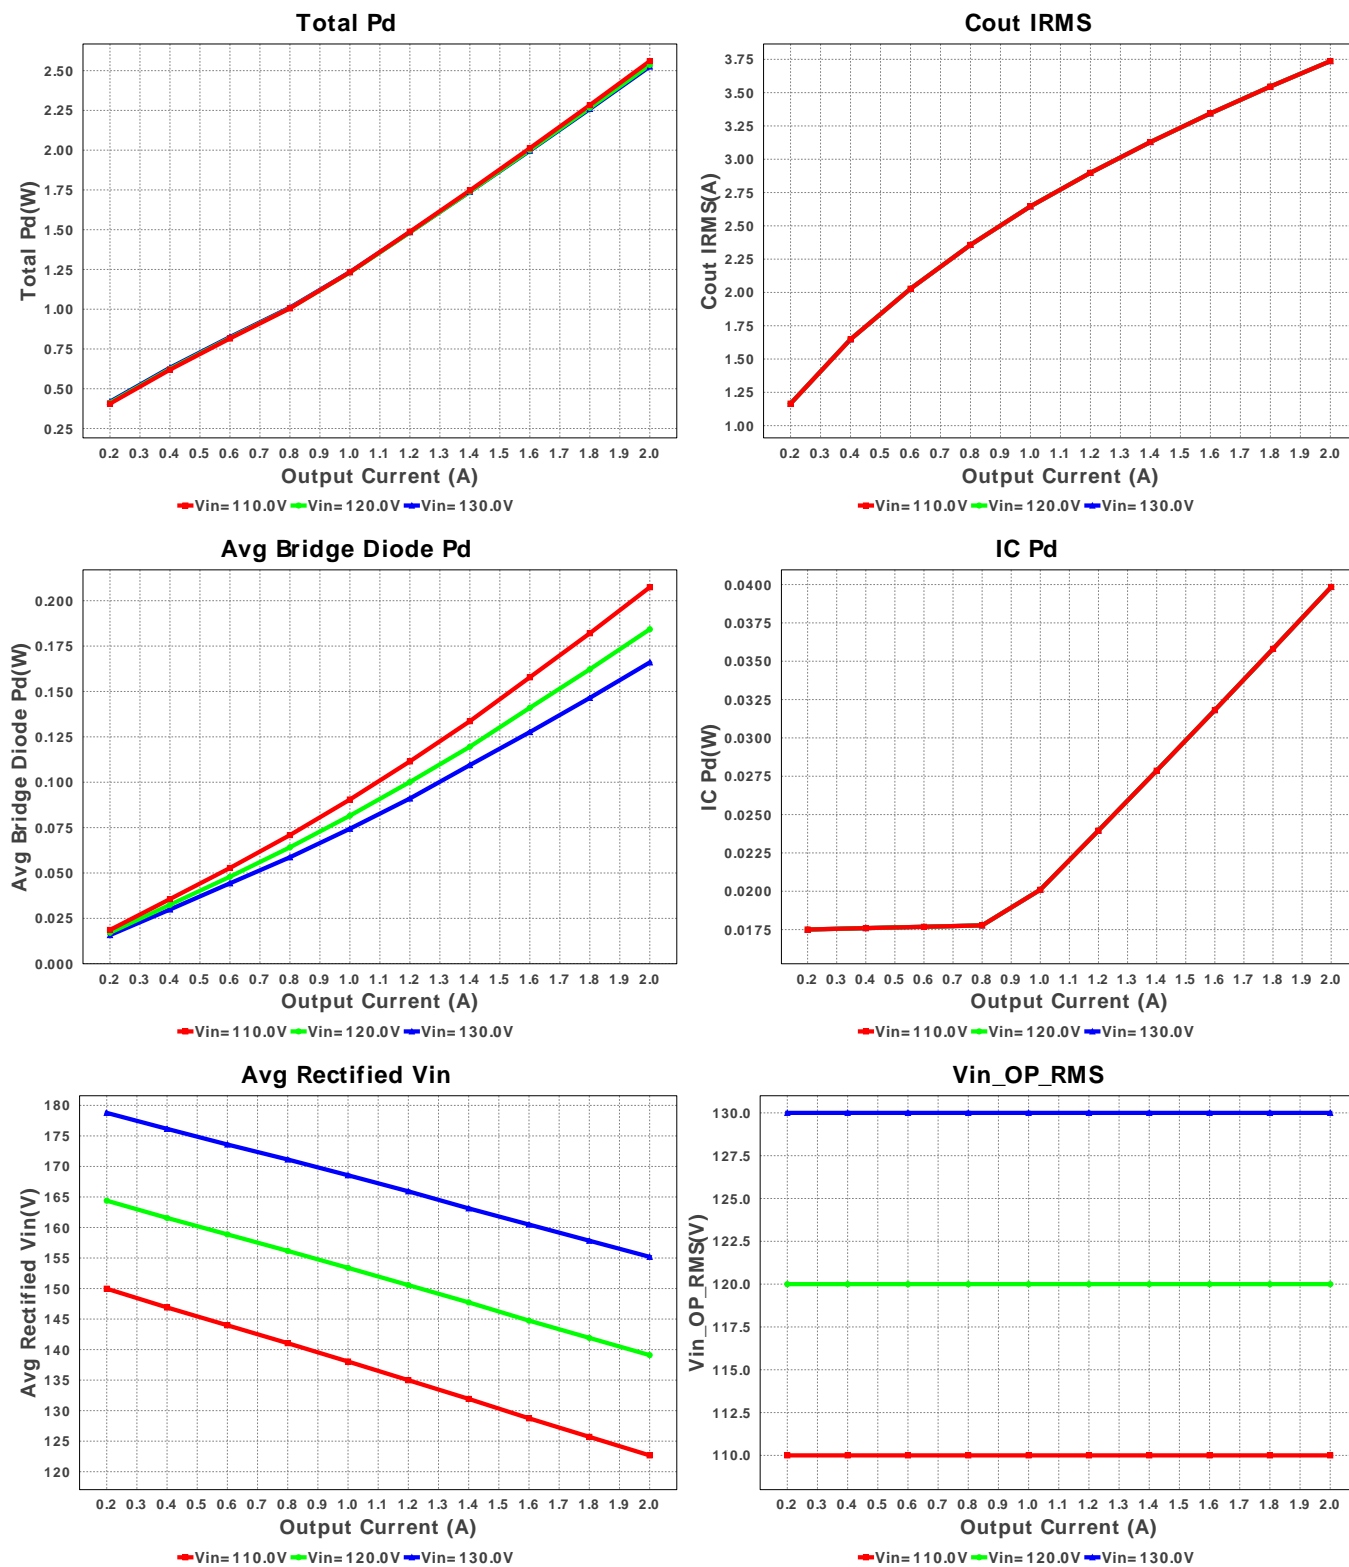 Total Pd
Total Pd(W)
2.50
2.25
2.00
1.75
1.50
1.25
1.00
0.75
0.50
0.25
0.2 0.3 0.4 0.5 0.6 0.7 0.8 0.9 1.0 1.1 1.2 1.3 1.4 1.5 1.6 1.7 1.8 1.9 2.0
Output Current (A)
Vin=110.0V Vin=120.0V Vin=130.0V
Cout IRMS
Cout IRMS(A)
3.75
3.50
3.25
3.00
2.75
2.50
2.25
2.00
1.75
1.50
1.25
1.00
0.2 0.3 0.4 0.5 0.6 0.7 0.8 0.9 1.0 1.1 1.2 1.3 1.4 1.5 1.6 1.7 1.8 1.9 2.0
Output Current (A)
Vin=110.0V Vin=120.0V Vin=130.0V
Avg Bridge Diode Pd
Avg Bridge Diode Pd(W)
0.200
0.175
0.150
0.125
0.100
0.075
0.050
0.025
0.000
0.2 0.3 0.4 0.5 0.6 0.7 0.8 0.9 1.0 1.1 1.2 1.3 1.4 1.5 1.6 1.7 1.8 1.9 2.0
Output Current (A)
Vin=110.0V Vin=120.0V Vin=130.0V
IC Pd
IC Pd(W)
0.0400
0.0375
0.0350
0.0325
0.0300
0.0275
0.0250
0.0225
0.0200
0.0175
0.2 0.3 0.4 0.5 0.6 0.7 0.8 0.9 1.0 1.1 1.2 1.3 1.4 1.5 1.6 1.7 1.8 1.9 2.0
Output Current (A)
Vin=110.0V Vin=120.0V Vin=130.0V
Avg Rectified Vin
Avg Rectified Vin(V)
180
175
170
165
160
155
150
145
140
135
130
125
120
0.2 0.3 0.4 0.5 0.6 0.7 0.8 0.9 1.0 1.1 1.2 1.3 1.4 1.5 1.6 1.7 1.8 1.9 2.0
Output Current (A)
Vin=110.0V Vin=120.0V Vin=130.0V
Vin_OP_RMS
Vin_OP_RMS(V)
130.0
127.5
125.0
122.5
120.0
117.5
115.0
112.5
110.0
0.2 0.3 0.4 0.5 0.6 0.7 0.8 0.9 1.0 1.1 1.2 1.3 1.4 1.5 1.6 1.7 1.8 1.9 2.0
Output Current (A)
Vin=110.0V Vin=120.0V Vin=130.0V